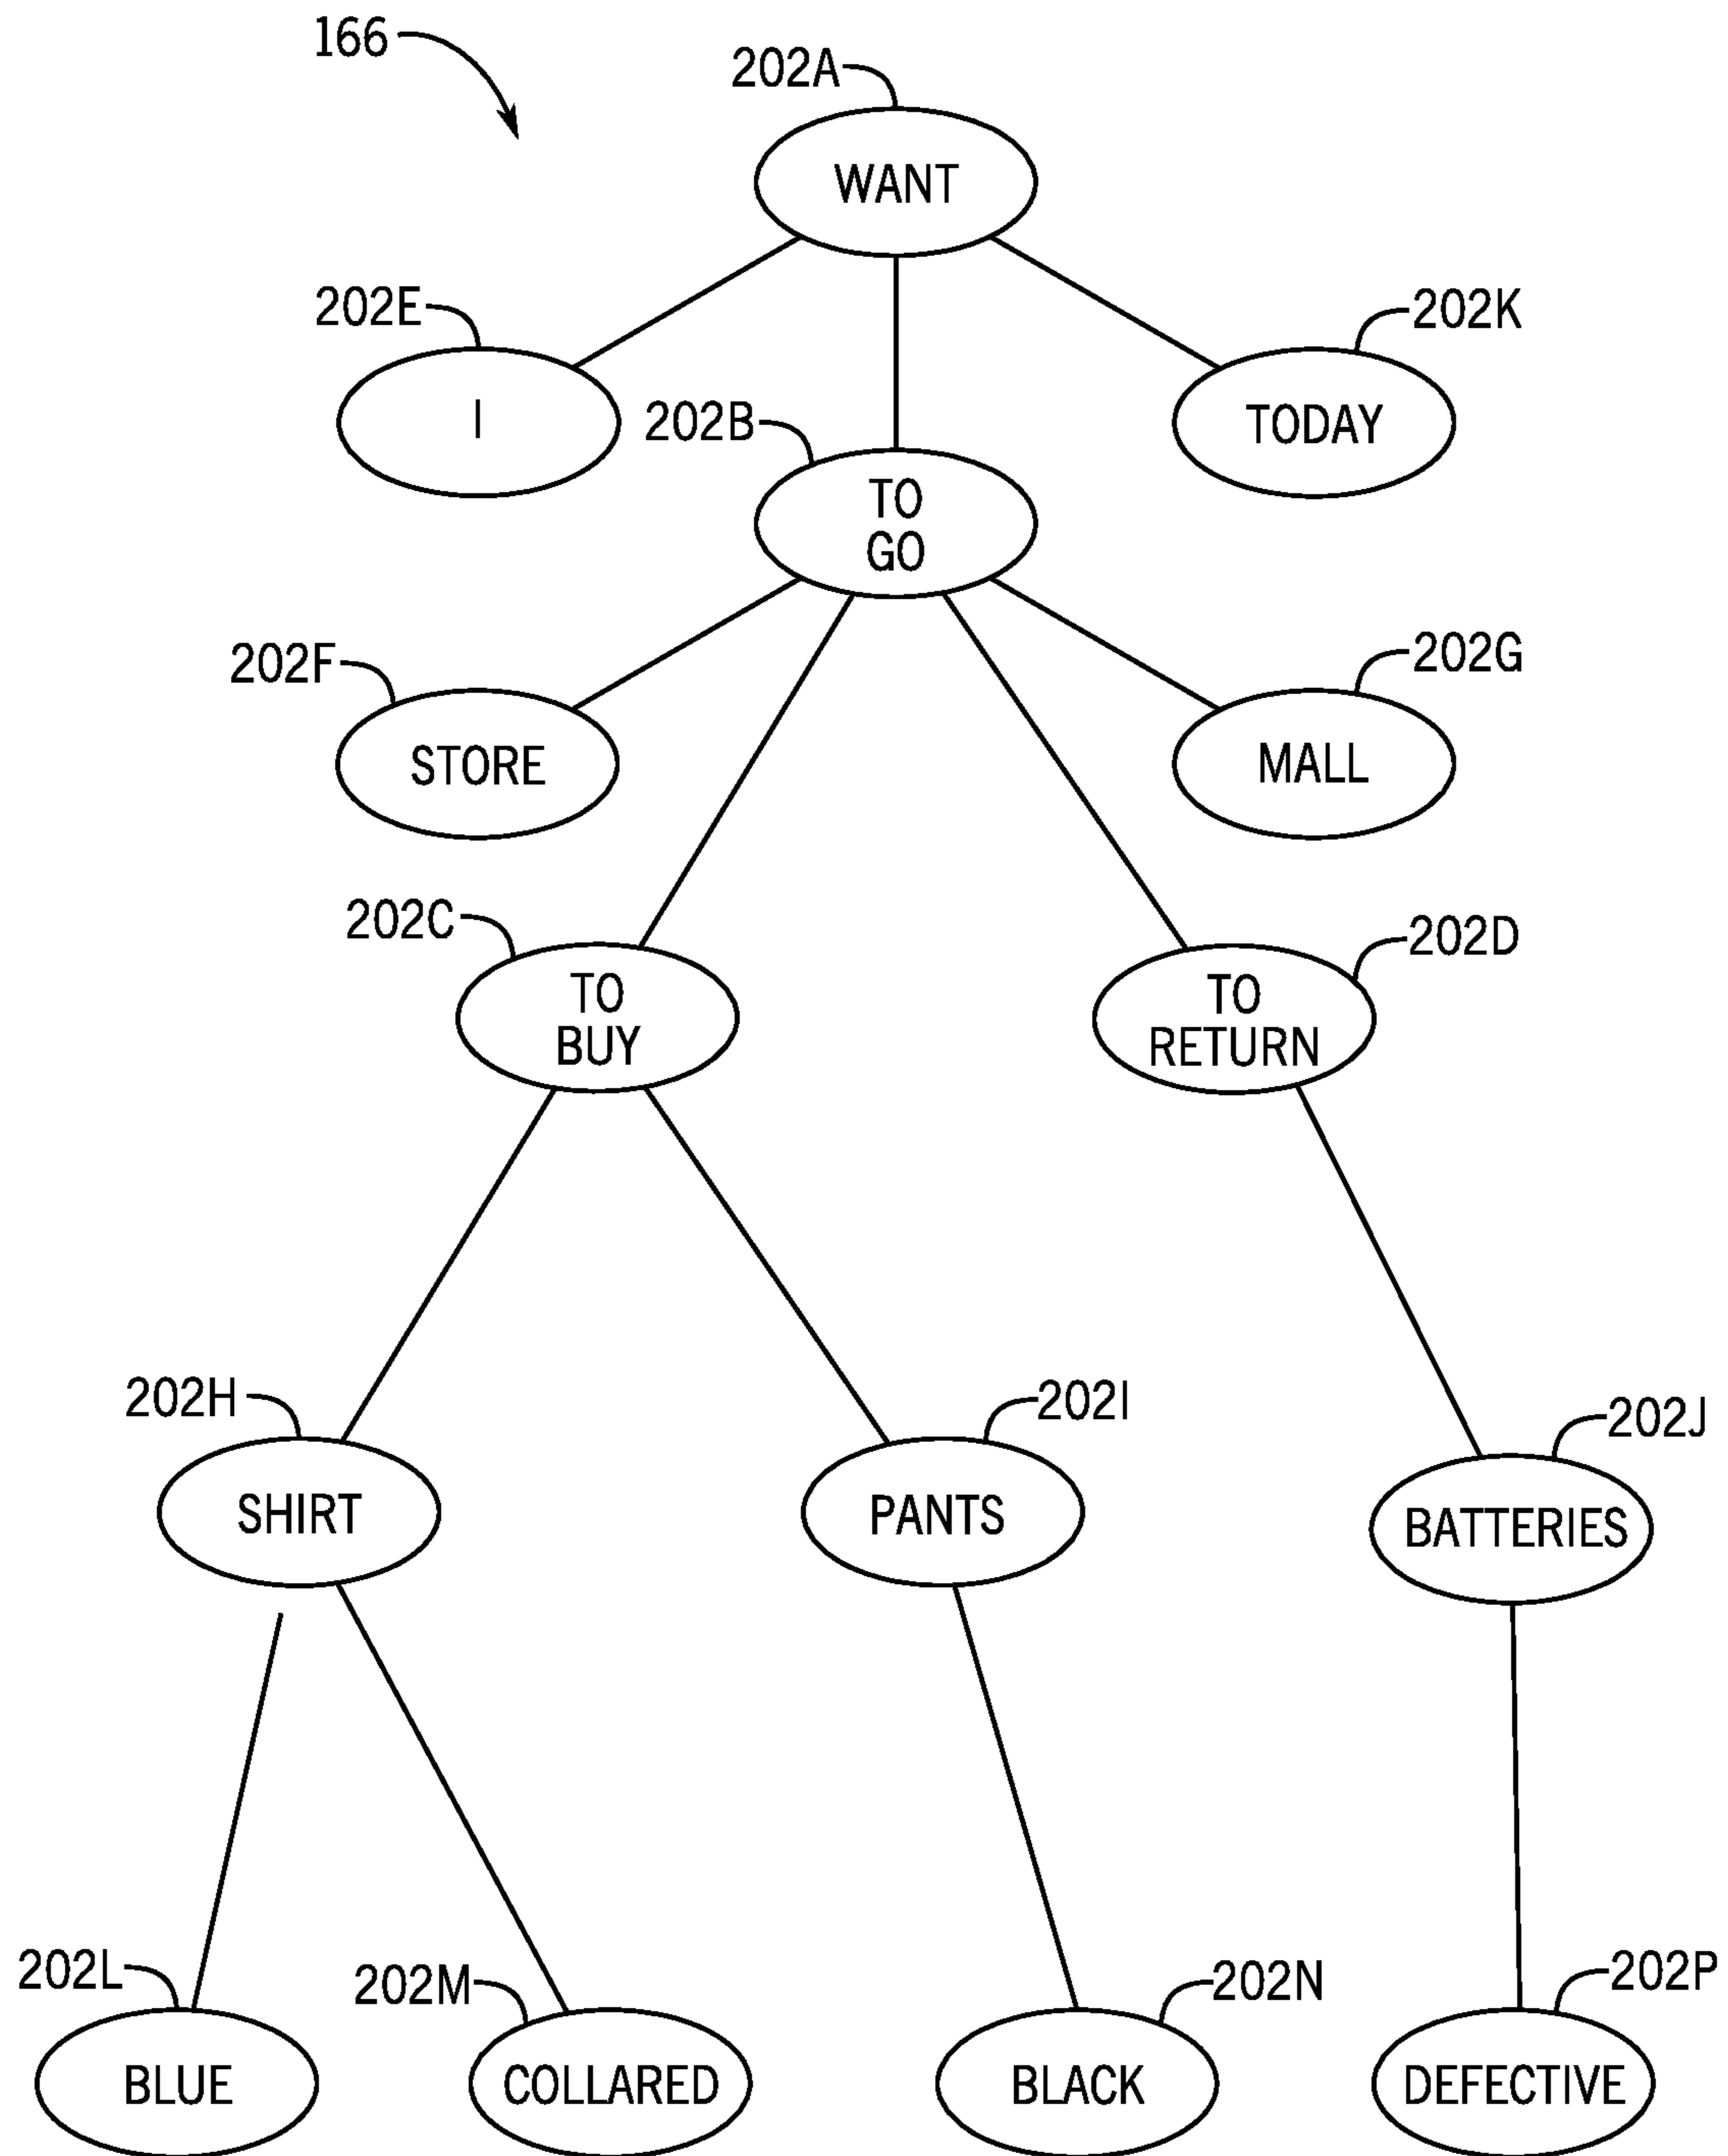 166
202A
WANT
202E
202K
I
202B
TODAY
TO
GO
202F
202G
STORE
MALL
202C
202D
TO
BUY
TO
RETURN
202H
202I
202J
SHIRT
PANTS
BATTERIES
202L
202M
202N
202P
BLUE
COLLARED
BLACK
DEFECTIVE